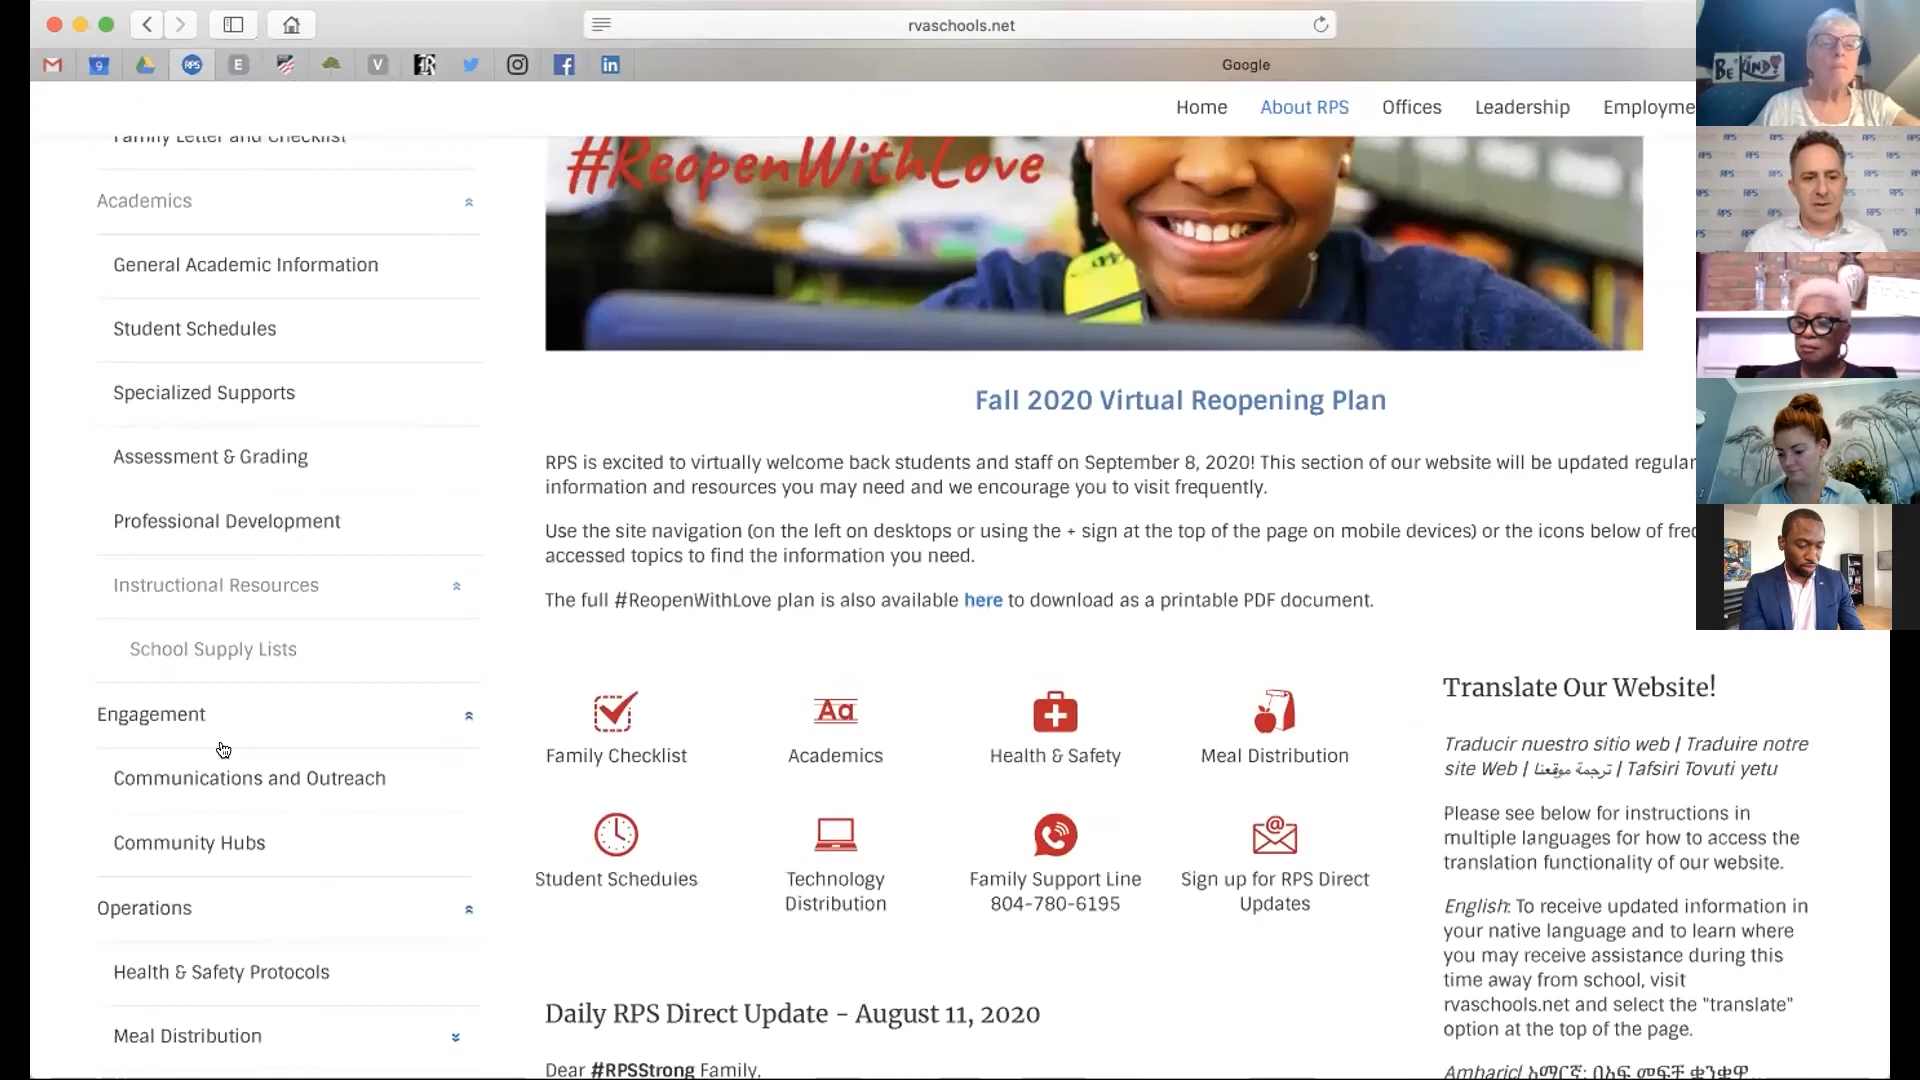 rvaschools.net
Google
Home About RPS Offices Leadership Employme
Family Letter and Checklist
Academics
General Academic Information
Student Schedules
Specialized Supports
Assessment & Grading
Professional Development
Instructional Resources
School Supply Lists
Engagement
Communications and Outreach
Community Hubs
Operations
Health & Safety Protocols
Meal Distribution
#ReopenWithLove
Fall 2020 Virtual Reopening Plan
RPS is excited to virtually welcome back students and staff on September 8, 2020! This section of our website will be updated regular
information and resources you may need and we encourage you to visit frequently.
Use the site navigation (on the left on desktops or using the + sign at the top of the page on mobile devices) or the icons below of freq
accessed topics to find the information you need.
The full #ReopenWithLove plan is also available here to download as a printable PDF document.
Family Checklist
Aa
Academics
Health & Safety
Meal Distribution
Student Schedules
Technology
Distribution
Family Support Line
804-780-6195
Sign up for RPS Direct
Updates
Daily RPS Direct Update - August 11, 2020
Dear #RPSStrong Family,
Translate Our Website!
Traducir nuestro sitio web | Traduire notre
site Web | ترجمة موقعنا | Tafsiri Tovuti yetu
Please see below for instructions in
multiple languages for how to access the
translation functionality of our website.
English: To receive updated information in
your native language and to learn where
you may receive assistance during this
time away from school, visit
rvaschools.net and select the "translate"
option at the top of the page.
BE KIND!
RPS